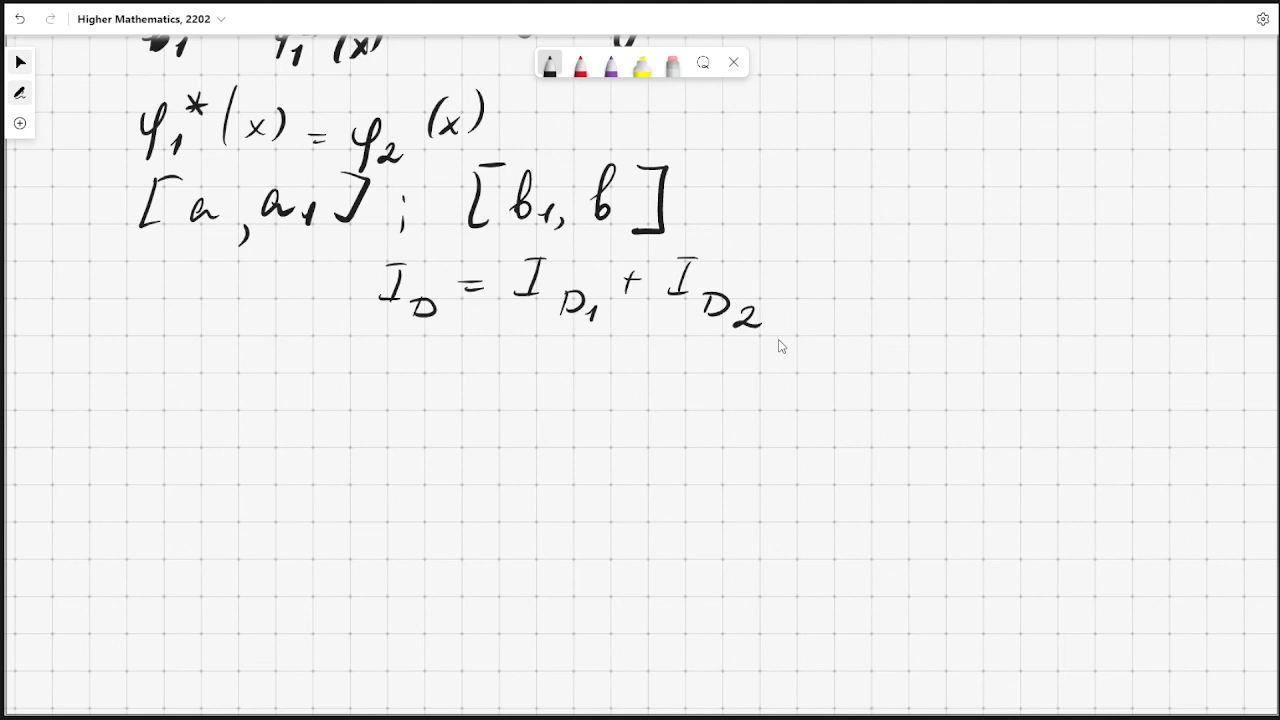 Higher Mathematics, 2202
φ₁*(x) = φ₂(x)
[a, a₁]; [b₁, b]
I_D = I_D₁ + I_D₂